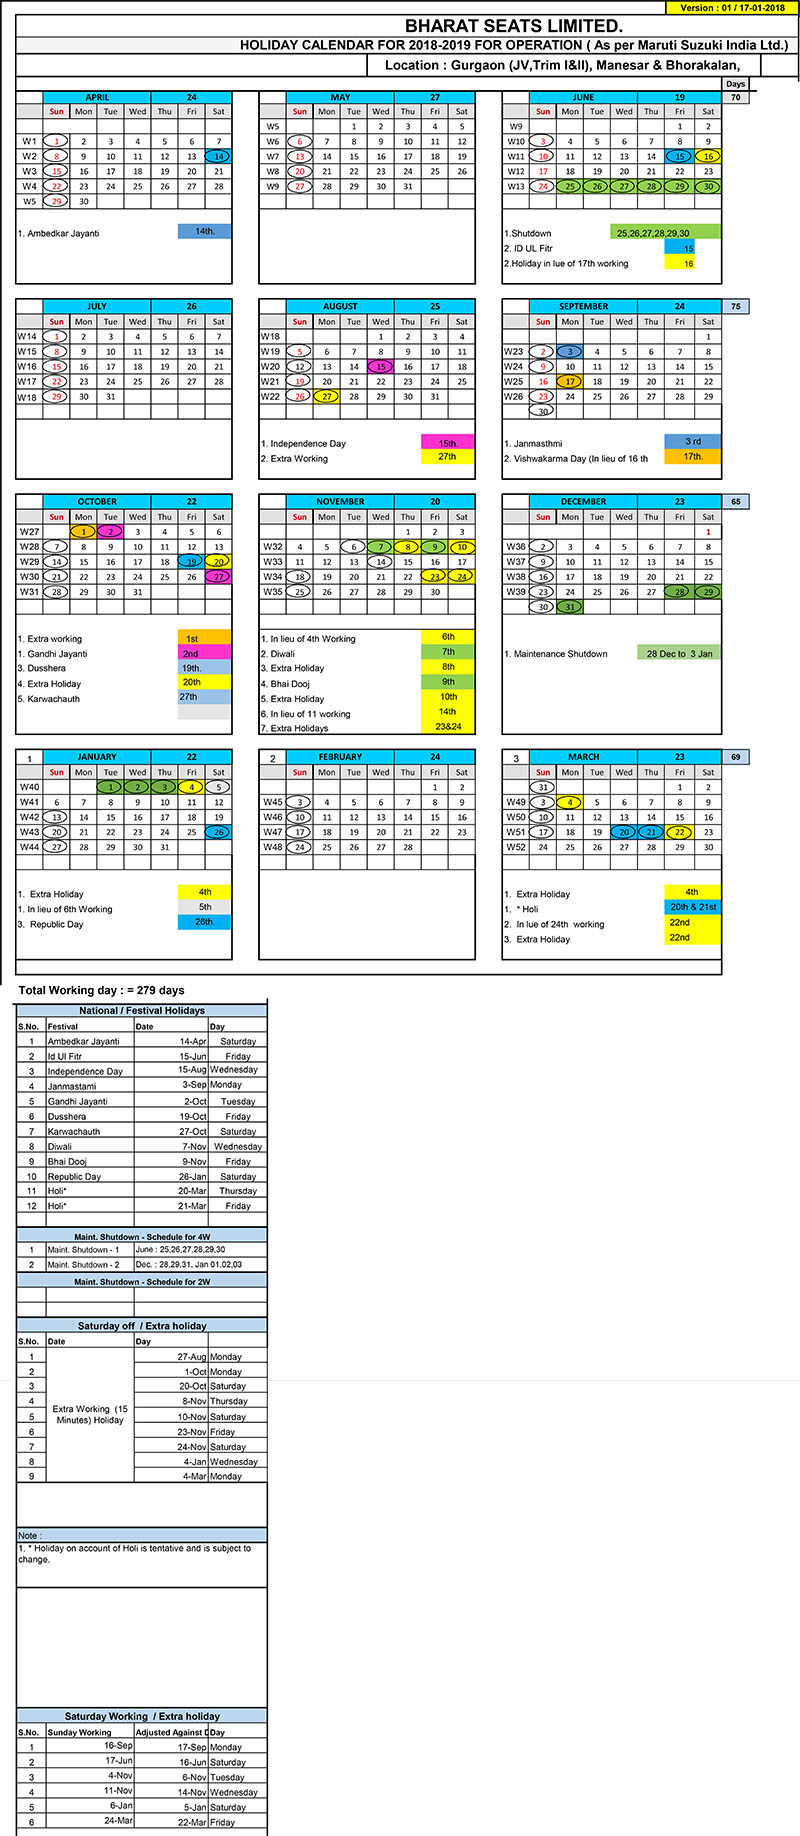 Version : 01 / 17-01-2018
BHARAT SEATS LIMITED.
HOLIDAY CALENDAR FOR 2018-2019 FOR OPERATION ( As per Maruti Suzuki India Ltd.)
Location : Gurgaon (JV,Trim I&II), Manesar & Bhorakalan,
Days
70
APRIL 24
Sun Mon Tue Wed Thu Fri Sat
W1 1 2 3 4 5 6 7
W2 8 9 10 11 12 13 14
W3 15 16 17 18 19 20 21
W4 22 23 24 25 26 27 28
W5 29 30
1. Ambedkar Jayanti 14th.
MAY 27
Sun Mon Tue Wed Thu Fri Sat
W5 1 2 3 4 5
W6 6 7 8 9 10 11 12
W7 13 14 15 16 17 18 19
W8 20 21 22 23 24 25 26
W9 27 28 29 30 31
JUNE 19
Sun Mon Tue Wed Thu Fri Sat
W9 1 2
W10 3 4 5 6 7 8 9
W11 10 11 12 13 14 15 16
W12 17 18 19 20 21 22 23
W13 24 25 26 27 28 29 30
1.Shutdown 25,26,27,28,29,30
2. ID UL Fitr 15
2.Holiday in lue of 17th working 16
JULY 26
Sun Mon Tue Wed Thu Fri Sat
W14 1 2 3 4 5 6 7
W15 8 9 10 11 12 13 14
W16 15 16 17 18 19 20 21
W17 22 23 24 25 26 27 28
W18 29 30 31
AUGUST 25
Sun Mon Tue Wed Thu Fri Sat
W18 1 2 3 4
W19 5 6 7 8 9 10 11
W20 12 13 14 15 16 17 18
W21 19 20 21 22 23 24 25
W22 26 27 28 29 30 31
1. Independence Day 15th.
2. Extra Working 27th
SEPTEMBER 24
75
Sun Mon Tue Wed Thu Fri Sat
1
W23 2 3 4 5 6 7 8
W24 9 10 11 12 13 14 15
W25 16 17 18 19 20 21 22
W26 23 24 25 26 27 28 29
30
1. Janmasthmi 3 rd
2. Vishwakarma Day (In lieu of 16 th 17th.
OCTOBER 22
Sun Mon Tue Wed Thu Fri Sat
W27 1 2 3 4 5 6
W28 7 8 9 10 11 12 13
W29 14 15 16 17 18 19 20
W30 21 22 23 24 25 26 27
W31 28 29 30 31
1. Extra working 1st
1. Gandhi Jayanti 2nd
3. Dusshera 19th.
4. Extra Holiday 20th
5. Karwachauth 27th
NOVEMBER 20
Sun Mon Tue Wed Thu Fri Sat
1 2 3
W32 4 5 6 7 8 9 10
W33 11 12 13 14 15 16 17
W34 18 19 20 21 22 23 24
W35 25 26 27 28 29 30
1. In lieu of 4th Working 6th
2. Diwali 7th
3. Extra Holiday 8th
4. Bhai Dooj 9th
5. Extra Holiday 10th
6. In lieu of 11 working 14th
7. Extra Holidays 23&24
DECEMBER 23
65
Sun Mon Tue Wed Thu Fri Sat
1
W36 2 3 4 5 6 7 8
W37 9 10 11 12 13 14 15
W38 16 17 18 19 20 21 22
W39 23 24 25 26 27 28 29
30 31
1. Maintenance Shutdown 28 Dec to 3 Jan
1 JANUARY 22
Sun Mon Tue Wed Thu Fri Sat
W40 1 2 3 4 5
W41 6 7 8 9 10 11 12
W42 13 14 15 16 17 18 19
W43 20 21 22 23 24 25 26
W44 27 28 29 30 31
1. Extra Holiday 4th
1. In lieu of 6th Working 5th
3. Republic Day 26th.
2 FEBRUARY 24
Sun Mon Tue Wed Thu Fri Sat
1 2
W45 3 4 5 6 7 8 9
W46 10 11 12 13 14 15 16
W47 17 18 19 20 21 22 23
W48 24 25 26 27 28
3 MARCH 23
69
Sun Mon Tue Wed Thu Fri Sat
31 1 2
W49 3 4 5 6 7 8 9
W50 10 11 12 13 14 15 16
W51 17 18 19 20 21 22 23
W52 24 25 26 27 28 29 30
1. Extra Holiday 4th
1. * Holi 20th & 21st
2. In lue of 24th working 22nd
3. Extra Holiday 22nd
Total Working day : = 279 days
National / Festival Holidays
S.No. Festival Date Day
1 Ambedkar Jayanti 14-Apr Saturday
2 Id Ul Fitr 15-Jun Friday
3 Independence Day 15-Aug Wednesday
4 Janmastami 3-Sep Monday
5 Gandhi Jayanti 2-Oct Tuesday
6 Dusshera 19-Oct Friday
7 Karwachauth 27-Oct Saturday
8 Diwali 7-Nov Wednesday
9 Bhai Dooj 9-Nov Friday
10 Republic Day 26-Jan Saturday
11 Holi* 20-Mar Thursday
12 Holi* 21-Mar Friday
Maint. Shutdown - Schedule for 4W
1 Maint. Shutdown - 1 June : 25,26,27,28,29,30
2 Maint. Shutdown - 2 Dec. : 28,29,31, Jan 01,02,03
Maint. Shutdown - Schedule for 2W
Saturday off / Extra holiday
S.No. Date Day
Extra Working (15
Minutes) Holiday
1 27-Aug Monday
2 1-Oct Monday
3 20-Oct Saturday
4 8-Nov Thursday
5 10-Nov Saturday
6 23-Nov Friday
7 24-Nov Saturday
8 4-Jan Wednesday
9 4-Mar Monday
Note :
1. * Holiday on account of Holi is tentative and is subject to
change.
Saturday Working / Extra holiday
S.No. Sunday Working Adjusted Against D Day
1 16-Sep 17-Sep Monday
2 17-Jun 16-Jun Saturday
3 4-Nov 6-Nov Tuesday
4 11-Nov 14-Nov Wednesday
5 6-Jan 5-Jan Saturday
6 24-Mar 22-Mar Friday